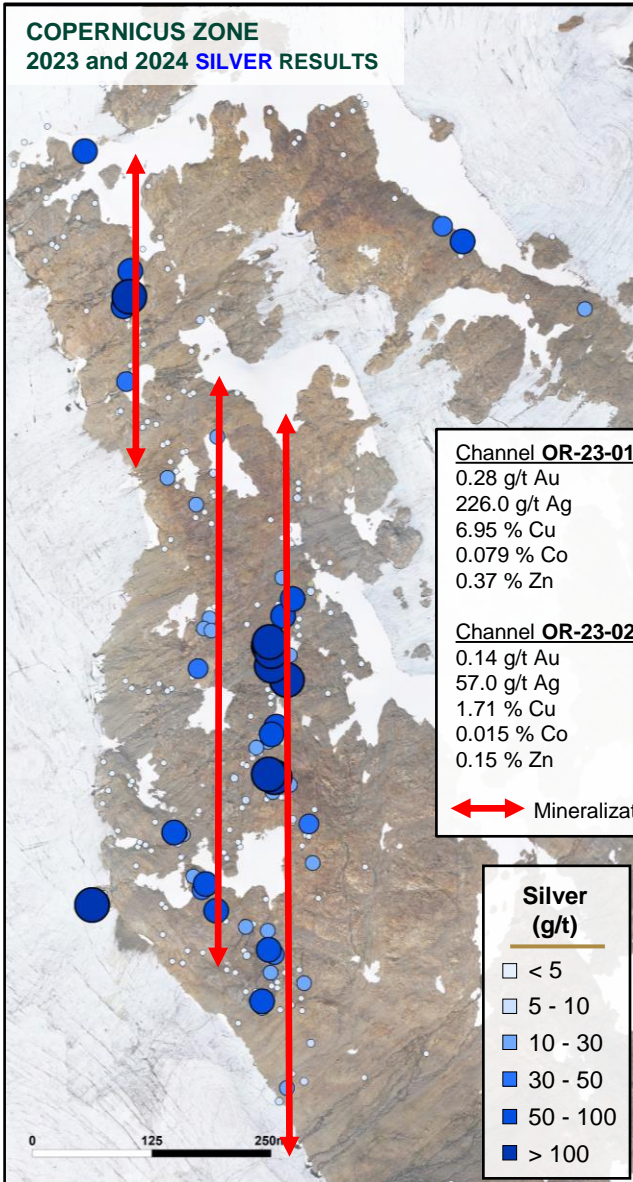 COPERNICUS ZONE
2023 and 2024 SILVER RESULTS
Channel OR-23-01
0.28 g/t Au
226.0 g/t Ag
6.95 % Cu
0.079 % Co
0.37 % Zn
Channel OR-23-02
0.14 g/t Au
57.0 g/t Ag
1.71 % Cu
0.015 % Co
0.15 % Zn
Mineralizat
Silver
(g/t)
< 5
5 - 10
10 - 30
30 - 50
50 - 100
> 100
0 125 250m